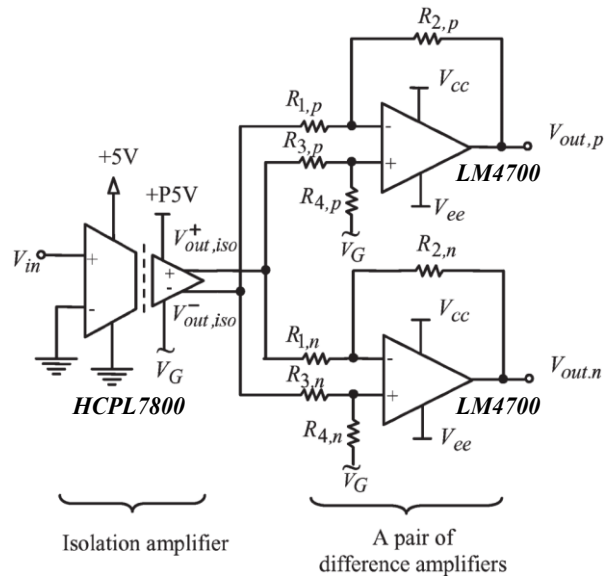 R2,p
Vcc
R1,p
-
Vout,p
R3,p
+
LM4700
+5V
+P5V
R4,p
Vee
V+out,iso
VG
R2,n
Vin
+
+
-
-
V-out,iso
Vcc
R1,n
-
Vout.n
VG
R3,n
+
LM4700
HCPL7800
R4,n
Vee
VG
Isolation amplifier
A pair of
difference amplifiers